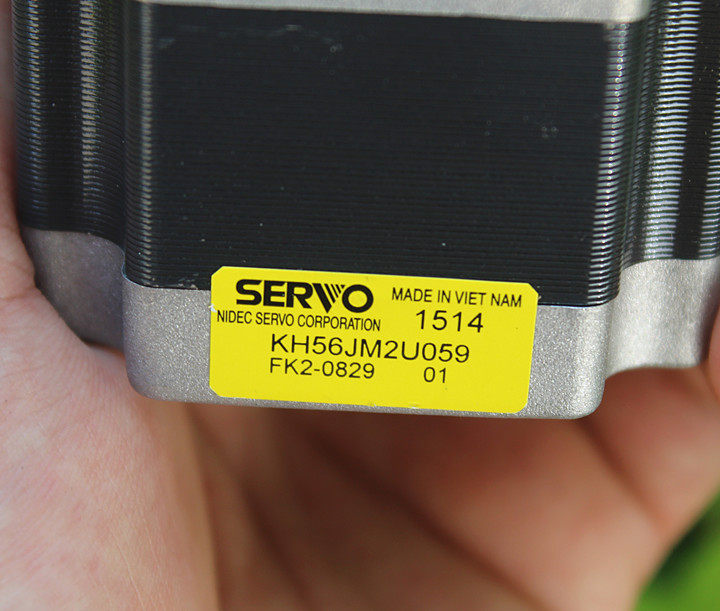 SERVO
MADE IN VIET NAM
NIDEC SERVO CORPORATION
1514
KH56JM2U059
FK2-0829 01